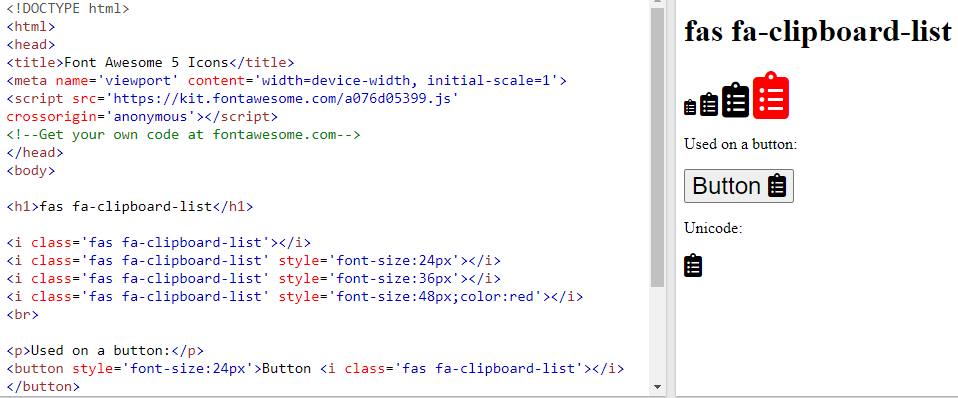 <!DOCTYPE html>
<html>
<head>
<title>Font Awesome 5 Icons</title>
<meta name='viewport' content='width=device-width, initial-scale=1'>
<script src='https://kit.fontawesome.com/a076d05399.js'
crossorigin='anonymous'></script>
<!--Get your own code at fontawesome.com-->
</head>
<body>
<h1>fas fa-clipboard-list</h1>
<i class='fas fa-clipboard-list'></i>
<i class='fas fa-clipboard-list' style='font-size:24px'></i>
<i class='fas fa-clipboard-list' style='font-size:36px'></i>
<i class='fas fa-clipboard-list' style='font-size:48px;color:red'></i>
<br>
<p>Used on a button:</p>
<button style='font-size:24px'>Button <i class='fas fa-clipboard-list'></i>
</button>
fas fa-clipboard-list
Used on a button:
Button
Unicode: